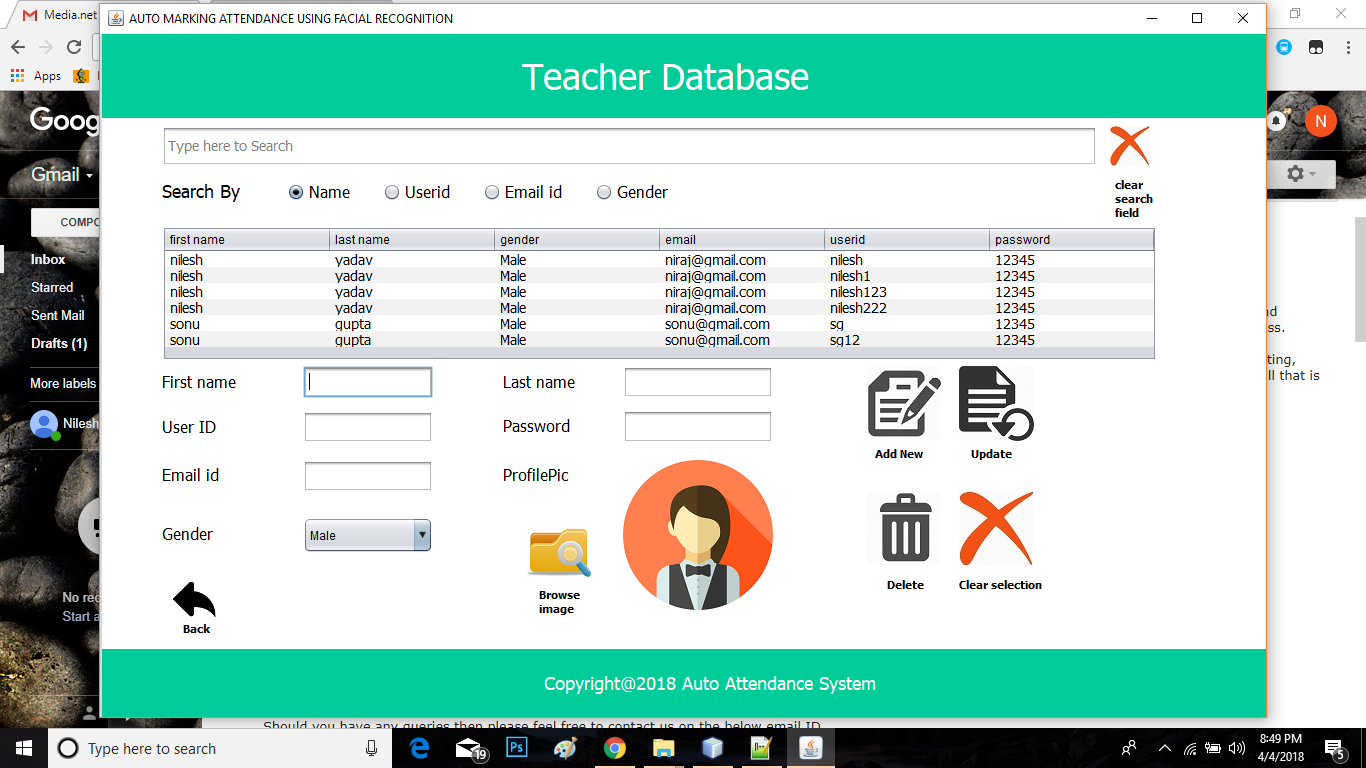 Media.net
AUTO MARKING ATTENDANCE USING FACIAL RECOGNITION
Apps
Teacher Database
Goog
N
Type here to Search
Gmail
Search By Name Userid Email id Gender
clear
search
field
COMPO
first name last name gender email userid password
Inbox
nilesh yadav Male niraj@gmail.com nilesh 12345
nilesh yadav Male niraj@gmail.com nilesh1 12345
Starred
nilesh yadav Male niraj@gmail.com nilesh123 12345
nilesh yadav Male niraj@gmail.com nilesh222 12345
Sent Mail
sonu gupta Male sonu@gmail.com sg 12345
ss.
Drafts (1)
sonu gupta Male sonu@gmail.com sg12 12345
ting,
ll that is
More labels
First name Last name
Nilesh
User ID Password
Add New Update
Email id ProfilePic
Gender Male
Delete Clear selection
Browse
image
No rec
Start a
Back
Copyright@2018 Auto Attendance System
Should you have any queries then please feel free to contact us on the below email ID
Type here to search
19
Ps
8:49 PM
4/4/2018
5